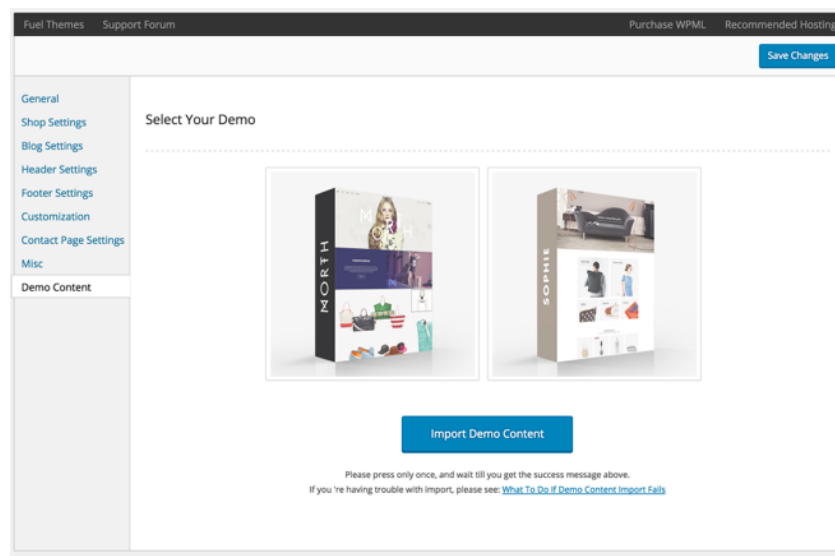 Fuel Themes Support Forum Purchase WPML Recommended Hosting
Save Changes
General
Shop Settings
Blog Settings
Header Settings
Footer Settings
Customization
Contact Page Settings
Misc
Demo Content
Select Your Demo
MORTH
SOPHIE
Import Demo Content
Please press only once, and wait till you get the success message above.
If you 're having trouble with import, please see: What To Do If Demo Content Import Fails